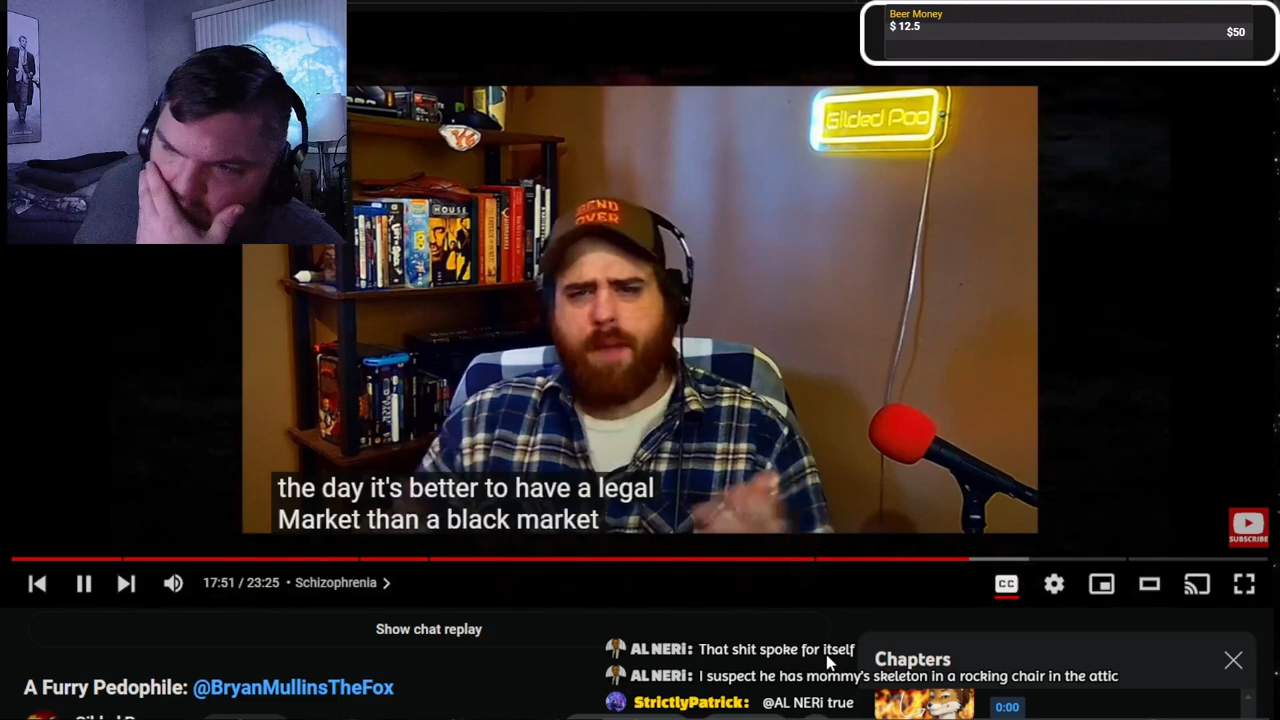 Beer Money
$ 12.5
$50
Gilded Poo
BEND
OVER
HOUSE
the day it's better to have a legal
Market than a black market
SUBSCRIBE
17:51 / 23:25 • Schizophrenia
CC
Show chat replay
AL NERi: That shit spoke for itself
Chapters
AL NERi: I suspect he has mommy's skeleton in a rocking chair in the attic
A Furry Pedophile: @BryanMullinsTheFox
StrictlyPatrick: @AL NERi true
0:00